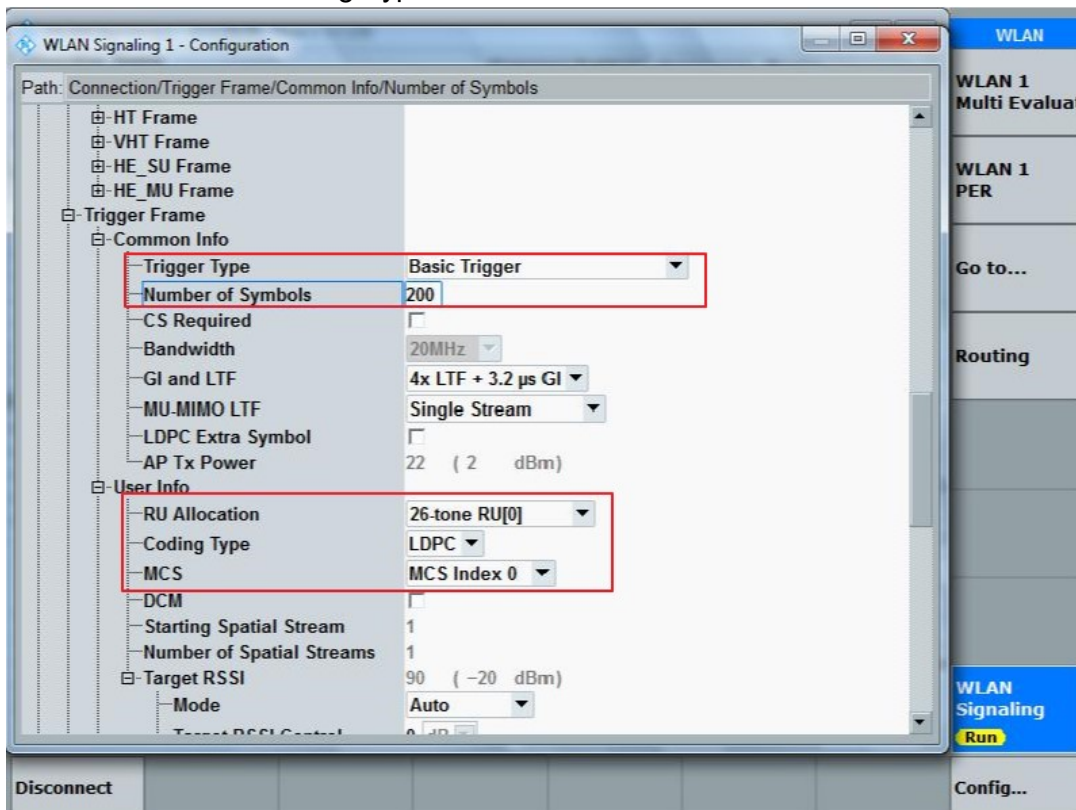 WLAN Signaling 1 - Configuration
WLAN
Path: Connection/Trigger Frame/Common Info/Number of Symbols
WLAN 1
Multi Evalua
HT Frame
VHT Frame
HE_SU Frame
HE_MU Frame
WLAN 1
PER
Trigger Frame
Common Info
Trigger Type Basic Trigger
Go to...
Number of Symbols 200
CS Required
Bandwidth 20MHz
Routing
GI and LTF 4x LTF + 3.2 µs GI
MU-MIMO LTF Single Stream
LDPC Extra Symbol
AP Tx Power 22 ( 2 dBm)
User Info
RU Allocation 26-tone RU[0]
Coding Type LDPC
MCS MCS Index 0
DCM
Starting Spatial Stream 1
Number of Spatial Streams 1
Target RSSI 90 ( -20 dBm)
Mode Auto
WLAN
Signaling
Run
Disconnect
Config...